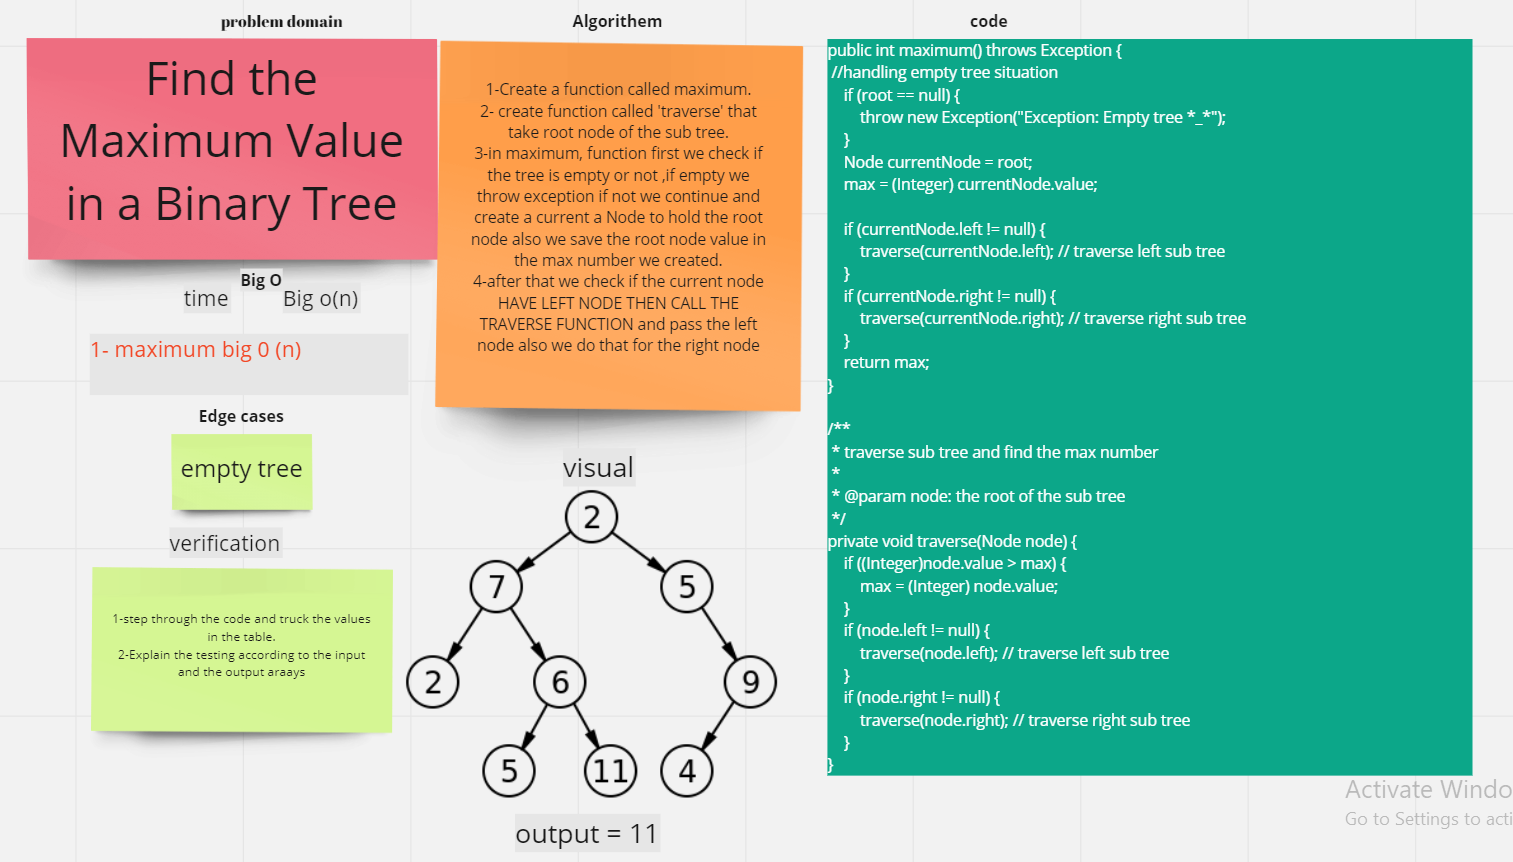 problem domain
Find the
Maximum Value
in a Binary Tree
Big O
time Big o(n)
1- maximum big 0 (n)
Edge cases
empty tree
verification
1-step through the code and truck the values
in the table.
2-Explain the testing according to the input
and the output araays
Algorithem
1-Create a function called maximum.
2- create function called 'traverse' that
take root node of the sub tree.
3-in maximum, function first we check if
the tree is empty or not ,if empty we
throw exception if not we continue and
create a current a Node to hold the root
node also we save the root node value in
the max number we created.
4-after that we check if the current node
HAVE LEFT NODE THEN CALL THE
TRAVERSE FUNCTION and pass the left
node also we do that for the right node
visual
2
7 5
2 6 9
5 11 4
output = 11
code
public int maximum() throws Exception {
//handling empty tree situation
if (root == null) {
throw new Exception("Exception: Empty tree *_*");
}
Node currentNode = root;
max = (Integer) currentNode.value;
if (currentNode.left != null) {
traverse(currentNode.left); // traverse left sub tree
}
if (currentNode.right != null) {
traverse(currentNode.right); // traverse right sub tree
}
return max;
}
/**
* traverse sub tree and find the max number
*
* @param node: the root of the sub tree
*/
private void traverse(Node node) {
if ((Integer)node.value > max) {
max = (Integer) node.value;
}
if (node.left != null) {
traverse(node.left); // traverse left sub tree
}
if (node.right != null) {
traverse(node.right); // traverse right sub tree
}
}
Activate Windo
Go to Settings to acti